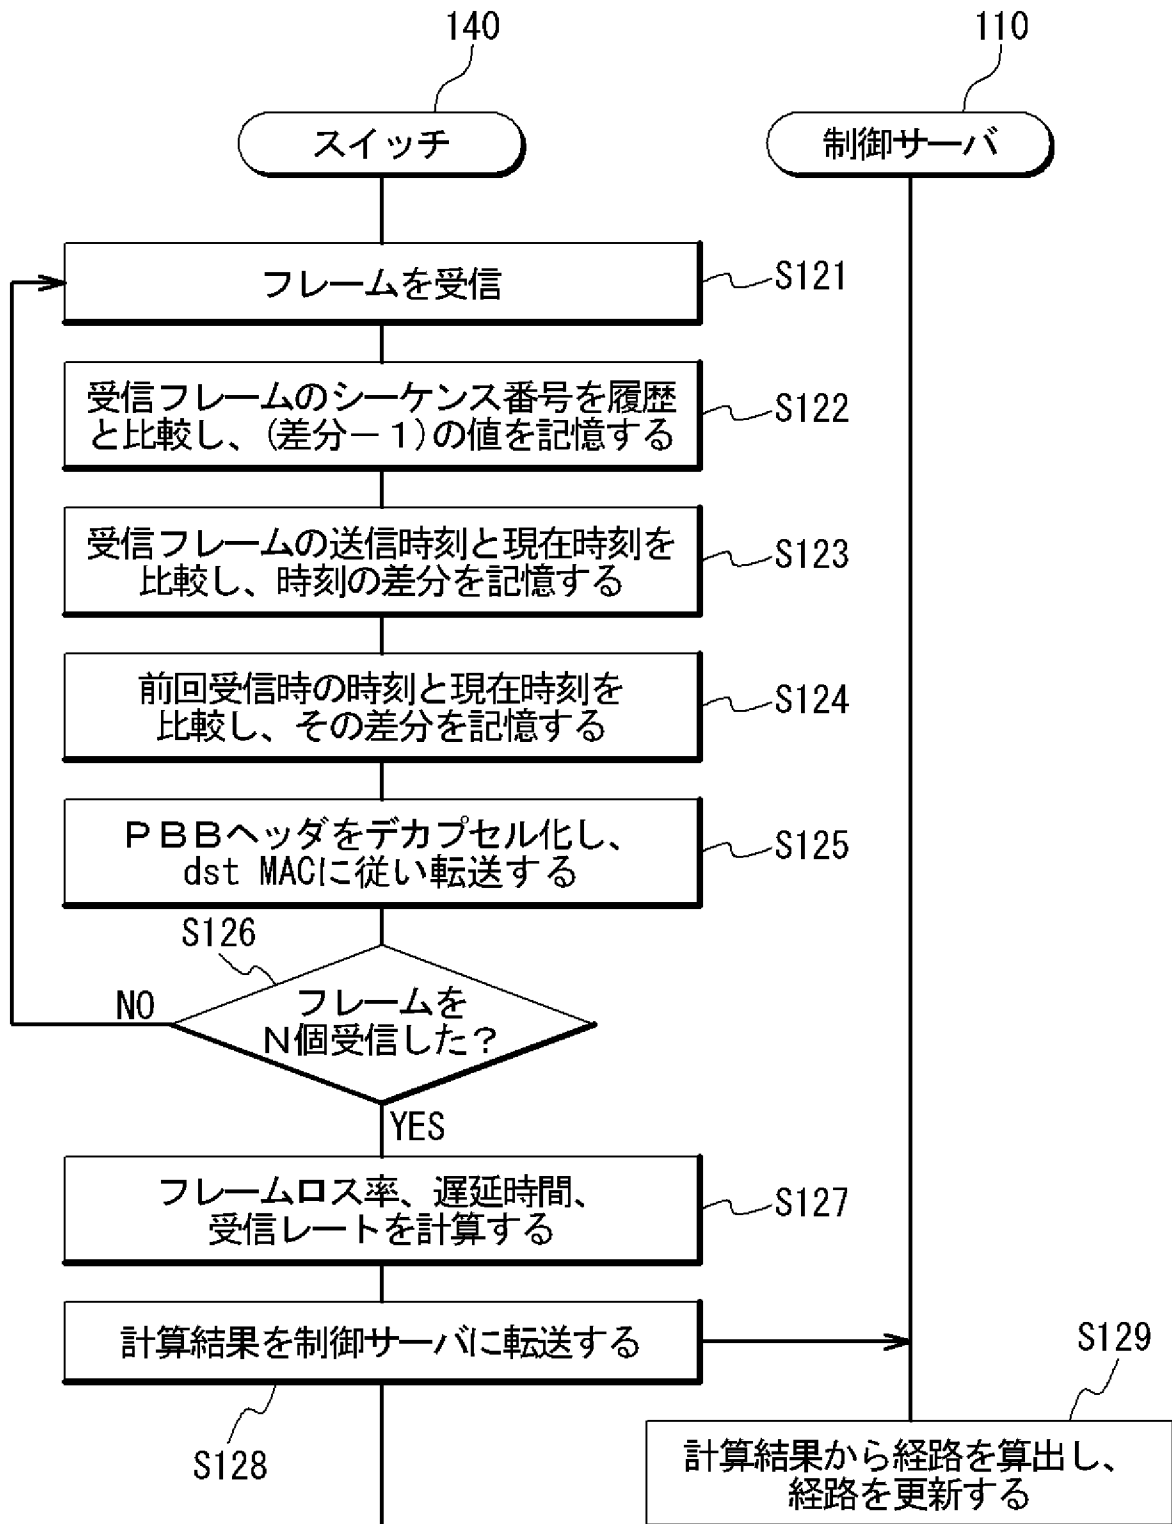 140
110
スイッチ
制御サーバ
フレームを受信
S121
受信フレームのシーケンス番号を履歴
と比較し、(差分－１)の値を記憶する
S122
受信フレームの送信時刻と現在時刻を
比較し、時刻の差分を記憶する
S123
前回受信時の時刻と現在時刻を
比較し、その差分を記憶する
S124
ＰＢＢヘッダをデカプセル化し、
dst MACに従い転送する
S125
S126
フレームを
Ｎ個受信した？
NO
YES
フレームロス率、遅延時間、
受信レートを計算する
S127
計算結果を制御サーバに転送する
S128
S129
計算結果から経路を算出し、
経路を更新する